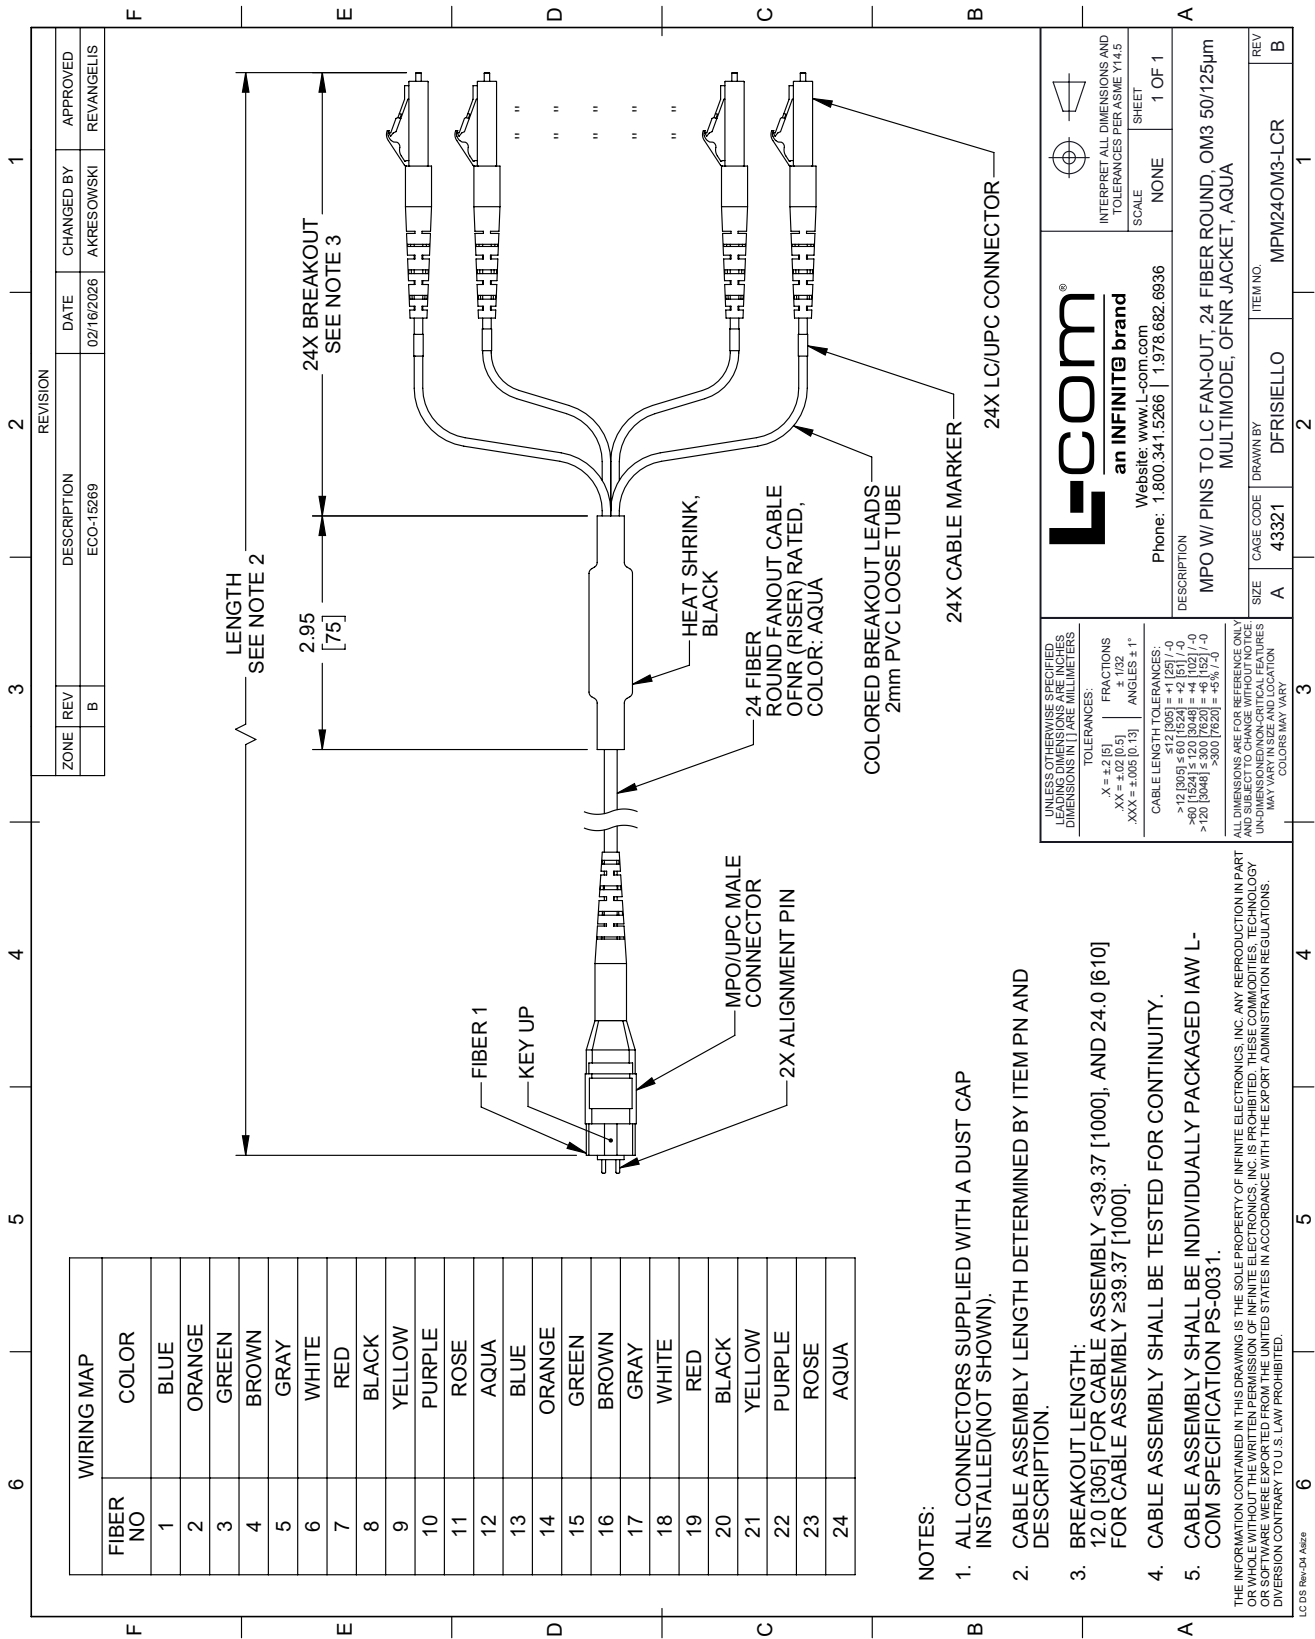 6
5
4
3
2
1
REVISION
ZONE
REV
DESCRIPTION
DATE
CHANGED BY
APPROVED
B
ECO-15269
02/16/2026
AKRESOWSKI
REVANGELIS
F
F
E
E
D
D
C
C
B
B
A
A
WIRING MAP
FIBER
NO
COLOR
1 BLUE
2 ORANGE
3 GREEN
4 BROWN
5 GRAY
6 WHITE
7 RED
8 BLACK
9 YELLOW
10 PURPLE
11 ROSE
12 AQUA
13 BLUE
14 ORANGE
15 GREEN
16 BROWN
17 GRAY
18 WHITE
19 RED
20 BLACK
21 YELLOW
22 PURPLE
23 ROSE
24 AQUA
LENGTH
SEE NOTE 2
2.95
[75]
24X BREAKOUT
SEE NOTE 3
FIBER 1
KEY UP
MPO/UPC MALE
CONNECTOR
2X ALIGNMENT PIN
HEAT SHRINK,
BLACK
24 FIBER
ROUND FANOUT CABLE
OFNR (RISER) RATED,
COLOR: AQUA
COLORED BREAKOUT LEADS
2mm PVC LOOSE TUBE
24X CABLE MARKER
24X LC/UPC CONNECTOR
" "
" "
" "
" "
" "
NOTES:
1. ALL CONNECTORS SUPPLIED WITH A DUST CAP
INSTALLED(NOT SHOWN).
2. CABLE ASSEMBLY LENGTH DETERMINED BY ITEM PN AND
DESCRIPTION.
3. BREAKOUT LENGTH:
12.0 [305] FOR CABLE ASSEMBLY <39.37 [1000], AND 24.0 [610]
FOR CABLE ASSEMBLY ≥39.37 [1000].
4. CABLE ASSEMBLY SHALL BE TESTED FOR CONTINUITY.
5. CABLE ASSEMBLY SHALL BE INDIVIDUALLY PACKAGED IAW L-
COM SPECIFICATION PS-0031.
THE INFORMATION CONTAINED IN THIS DRAWING IS THE SOLE PROPERTY OF INFINITE ELECTRONICS, INC. ANY REPRODUCTION IN PART
OR WHOLE WITHOUT THE WRITTEN PERMISSION OF INFINITE ELECTRONICS, INC. IS PROHIBITED. THESE COMMODITIES, TECHNOLOGY
OR SOFTWARE WERE EXPORTED FROM THE UNITED STATES IN ACCORDANCE WITH THE EXPORT ADMINISTRATION REGULATIONS.
DIVERSION CONTRARY TO U.S. LAW PROHIBITED.
UNLESS OTHERWISE SPECIFIED
LEADING DIMENSIONS ARE INCHES
DIMENSIONS IN [ ] ARE MILLIMETERS
TOLERANCES:
.X = ±.2 [5]
.XX = ±.02 [0.5]
.XXX = ±.005 [0.13]
FRACTIONS
± 1/32
ANGLES ± 1°
CABLE LENGTH TOLERANCES:
≤12 [305] = +1 [25] / -0
>12 [305] ≤ 60 [1524] = +2 [51] / -0
>60 [1524] ≤ 120 [3048] = +4 [102] / -0
>120 [3048] ≤ 300 [7620] = +6 [152] / -0
>300 [7620] = +5% / -0
ALL DIMENSIONS ARE FOR REFERENCE ONLY
AND SUBJECT TO CHANGE WITHOUT NOTICE.
UN-DIMENSIONED/NON-CRITICAL FEATURES
MAY VARY IN SIZE AND LOCATION
COLORS MAY VARY
L-com®
an INFINITE brand
Website: www.L-com.com
Phone: 1.800.341.5266 | 1.978.682.6936
INTERPRET ALL DIMENSIONS AND
TOLERANCES PER ASME Y14.5
SCALE
NONE
SHEET
1 OF 1
DESCRIPTION
MPO W/ PINS TO LC FAN-OUT, 24 FIBER ROUND, OM3 50/125µm
MULTIMODE, OFNR JACKET, AQUA
SIZE
A
CAGE CODE
43321
DRAWN BY
DFRISIELLO
ITEM NO.
MPM24OM3-LCR
REV
B
6
5
4
3
2
1
LC DS Rev-D4 Asize